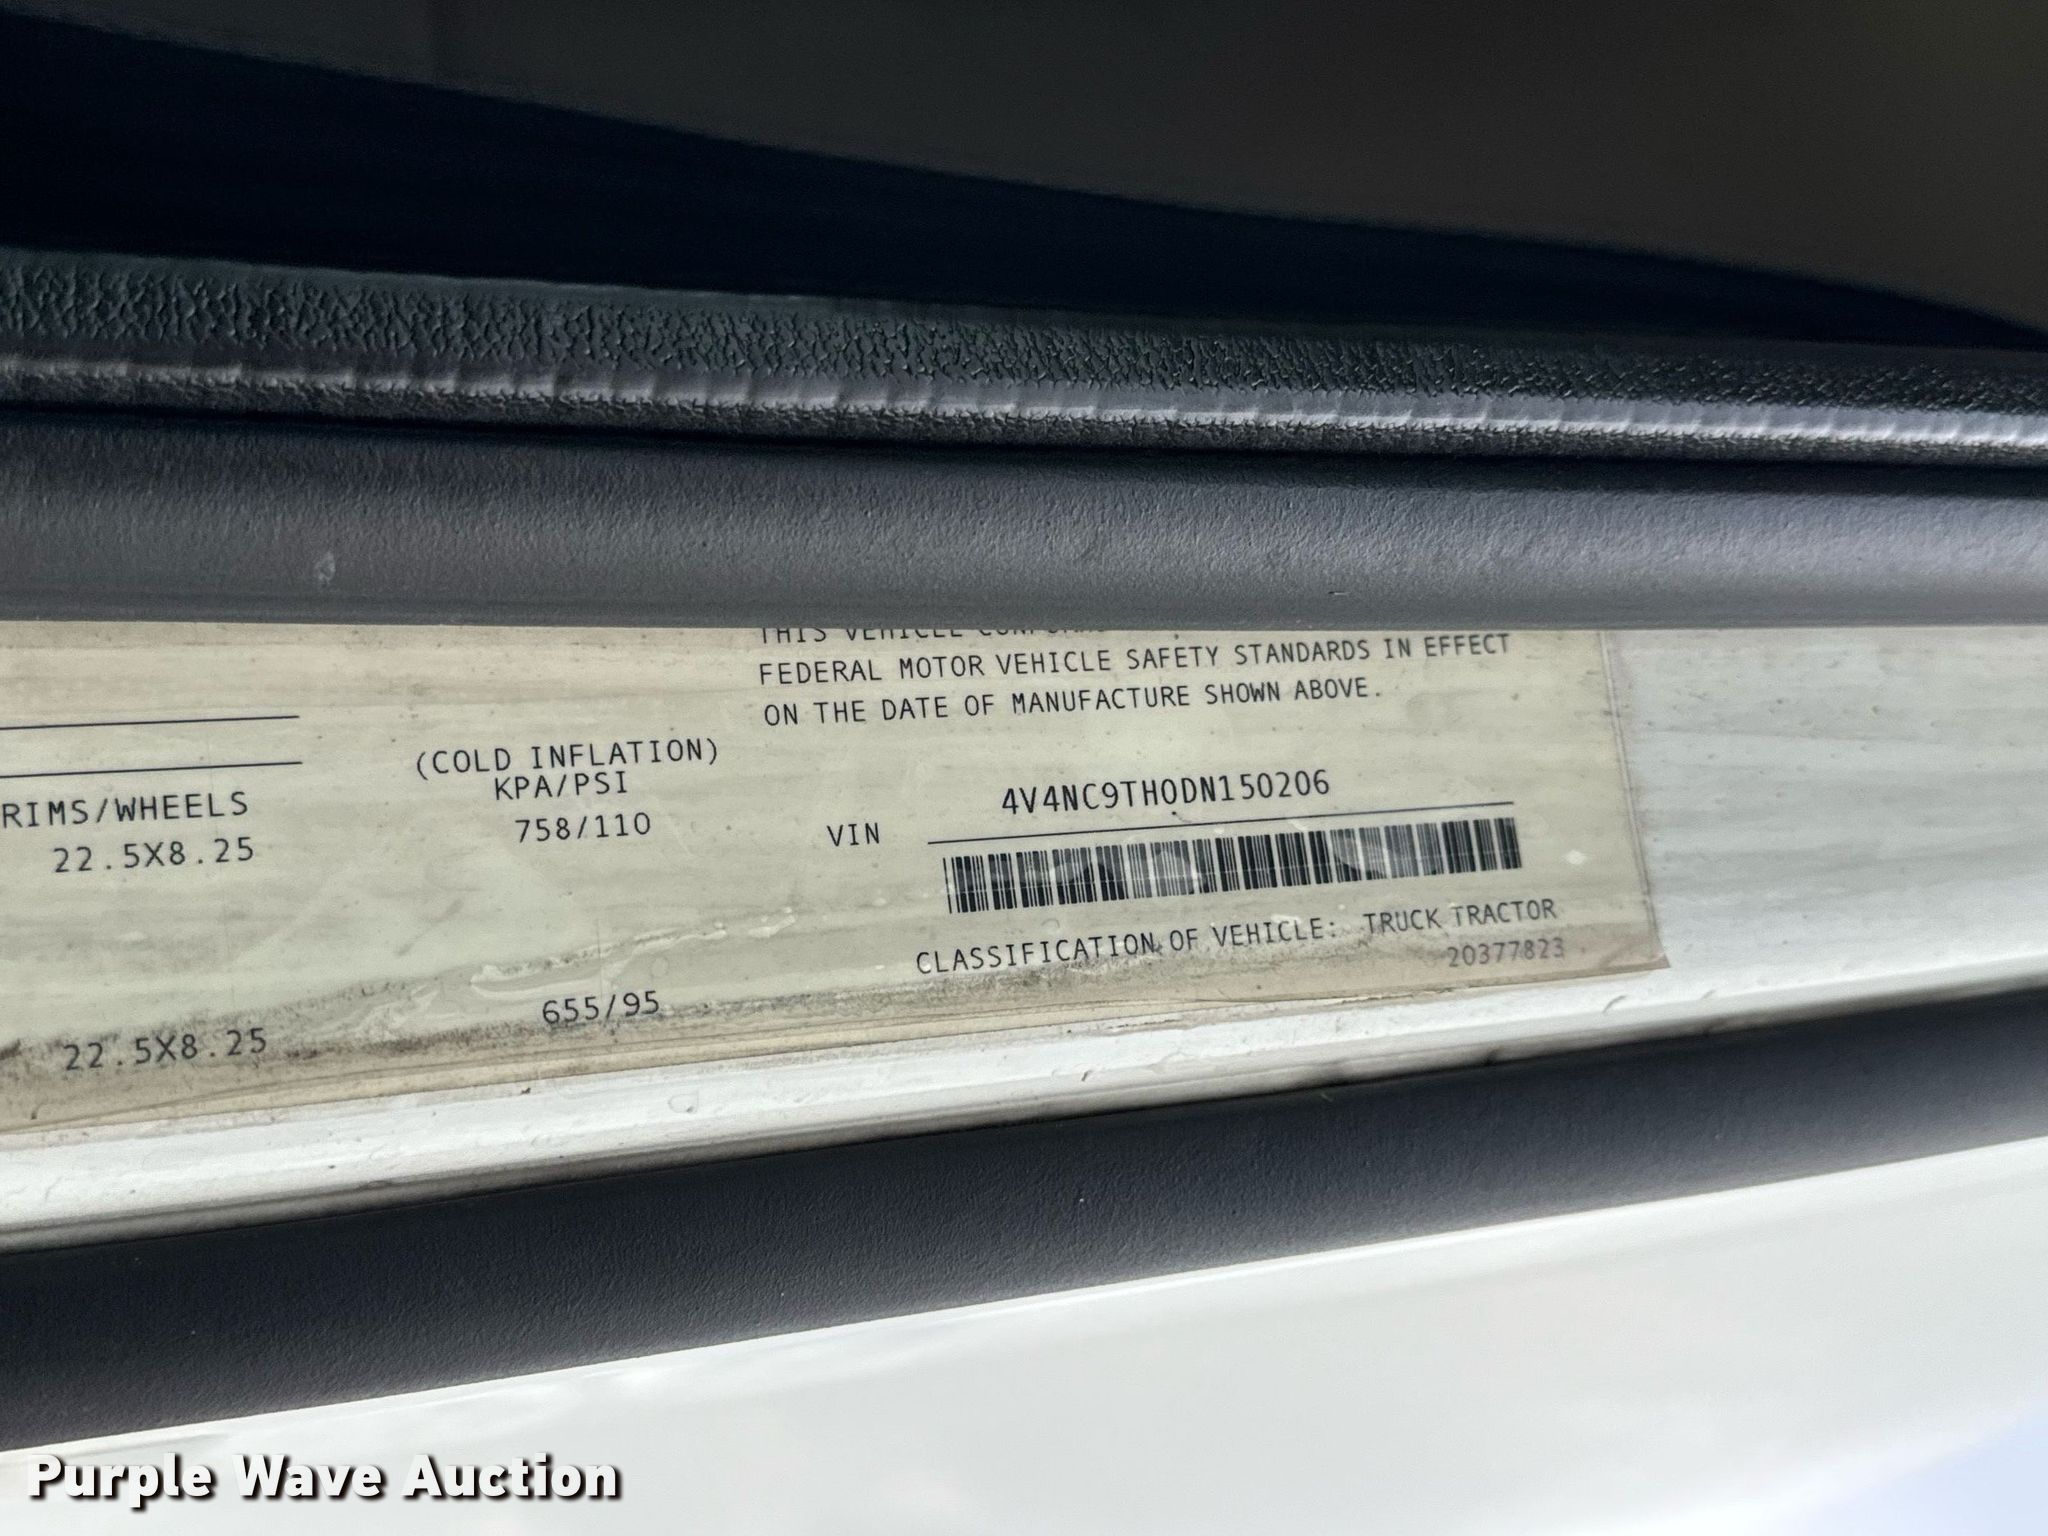 THIS VEHICLE
FEDERAL MOTOR VEHICLE SAFETY STANDARDS IN EFFECT
ON THE DATE OF MANUFACTURE SHOWN ABOVE.
(COLD INFLATION)
KPA/PSI
RIMS/WHEELS
758/110
22.5X8.25
4V4NC9TH0DN150206
VIN
CLASSIFICATION OF VEHICLE: TRUCK TRACTOR
20377823
655/95
22.5X8.25
Purple Wave Auction